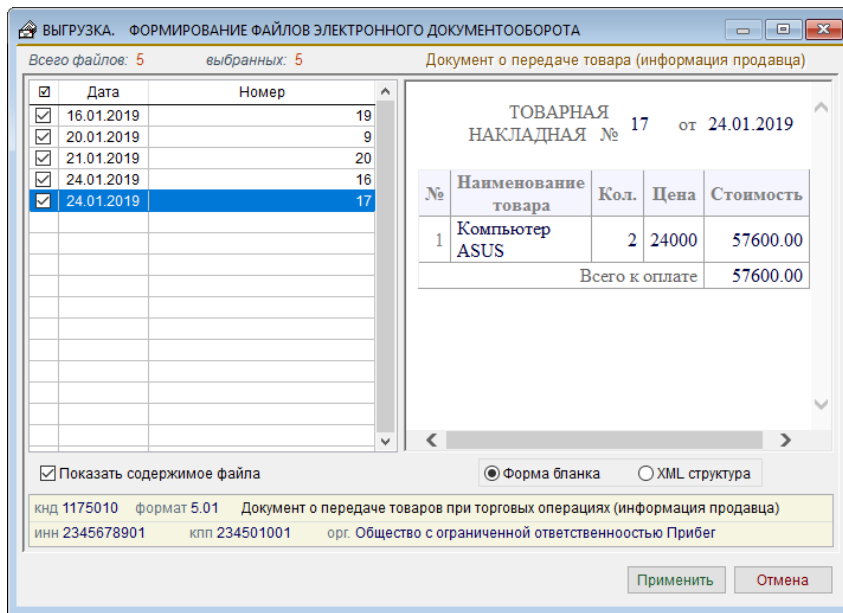 ВЫГРУЗКА. ФОРМИРОВАНИЕ ФАЙЛОВ ЭЛЕКТРОННОГО ДОКУМЕНТООБОРОТА
Всего файлов: 5 выбранных: 5 Документ о передаче товара (информация продавца)
Дата Номер
16.01.2019 19
20.01.2019 9
21.01.2019 20
24.01.2019 16
24.01.2019 17
ТОВАРНАЯ
НАКЛАДНАЯ № 17 от 24.01.2019
№ Наименование товара Кол. Цена Стоимость
1 Компьютер ASUS 2 24000 57600.00
Всего к оплате 57600.00
Показать содержимое файла
Форма бланка XML структура
кнд 1175010 формат 5.01 Документ о передаче товаров при торговых операциях (информация продавца)
инн 2345678901 кпп 234501001 орг. Общество с ограниченной ответственноостью Прибег
Применить Отмена